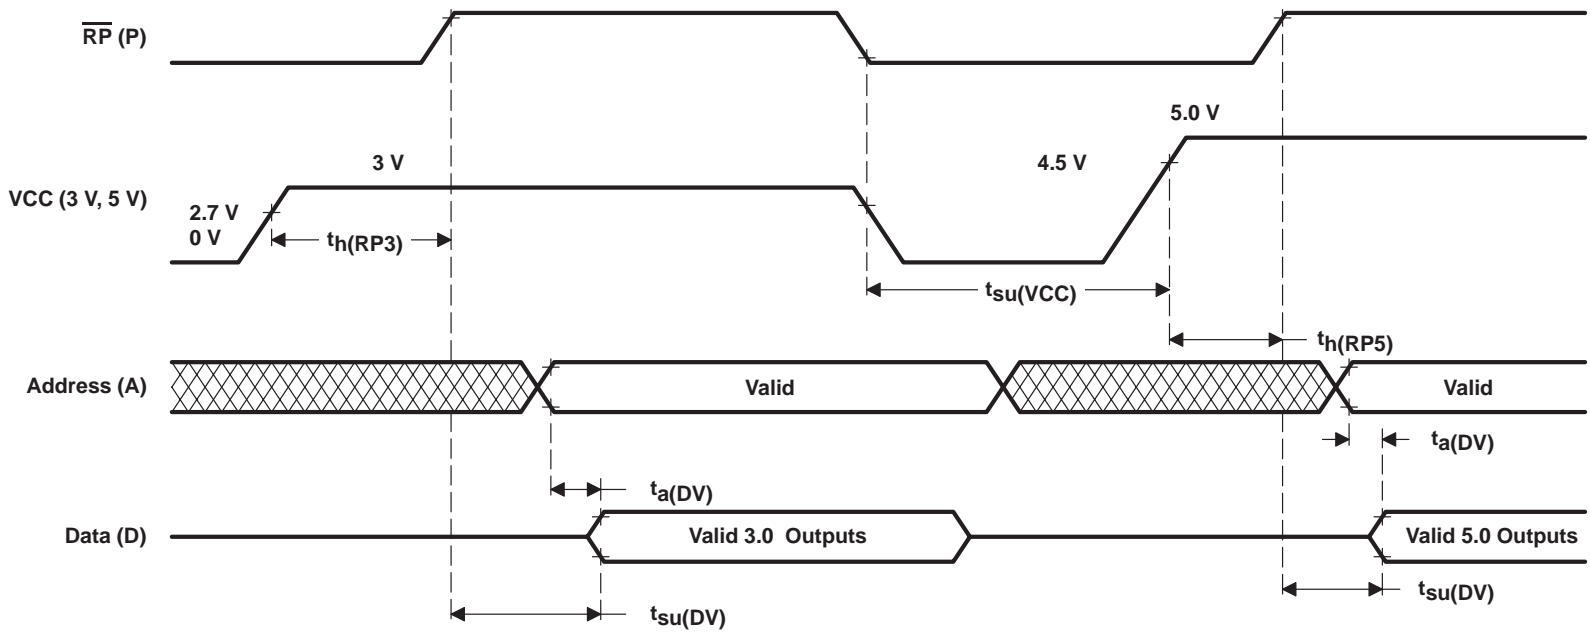 RP (P)
5.0 V
3 V
4.5 V
VCC (3 V, 5 V)
2.7 V
0 V
th(RP3)
tsu(VCC)
th(RP5)
Address (A)
Valid
Valid
ta(DV)
ta(DV)
Data (D)
Valid 3.0 Outputs
Valid 5.0 Outputs
tsu(DV)
tsu(DV)